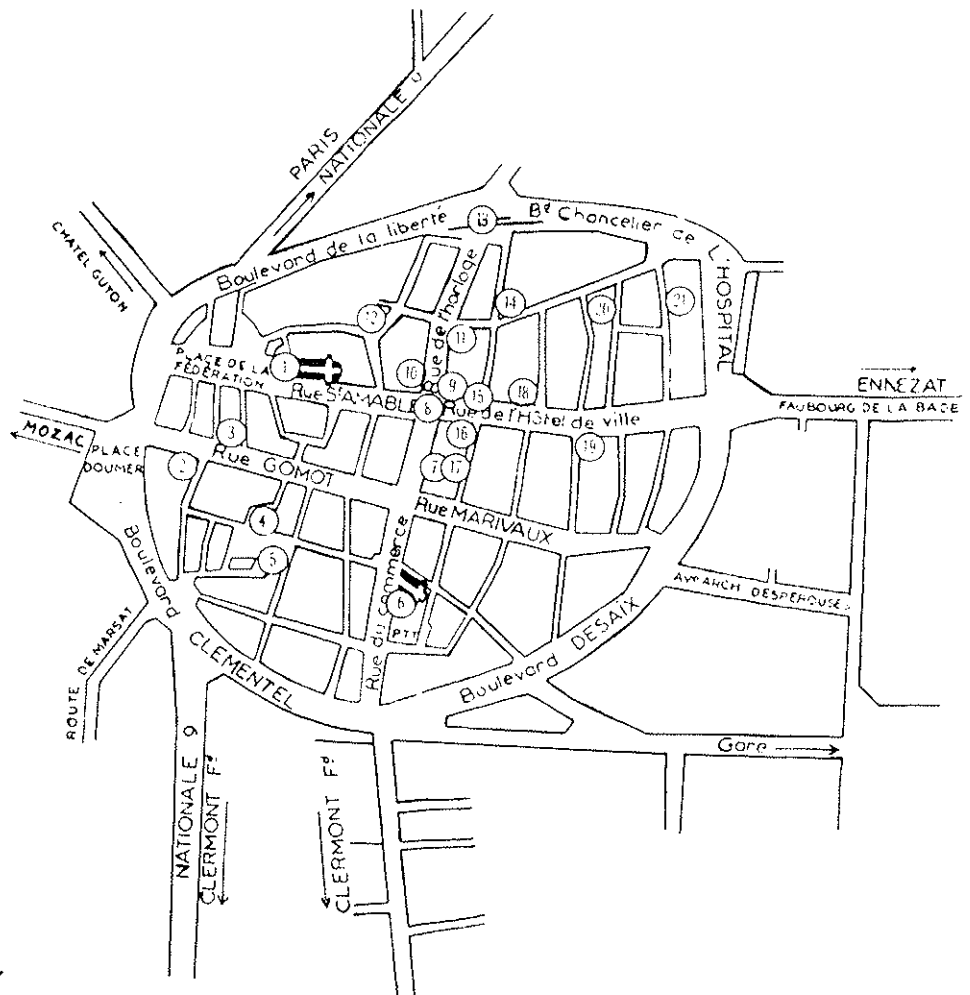 PARIS
NATIONALE 9
CHATEL GUYON
Boulevard de la liberté
Bd Chancelier de L'HOSPITAL
13
Rue de l'horloge
14
20
21
12
11
1
PLACE DE LA
FÉDÉRATION
10
9
Rue St AMABLE
8
15
18
Rue de l'Hôtel de ville
ENNEZAT
FAUBOURG DE LA BADE
MOZAC
PLACE
DOUMER
3
2
Rue GOMOT
16
7
17
19
4
Rue MARIVAUX
5
Rue du Commerce
6
PTT
Ave ARCH DESPEROUSES
Boulevard CLEMENTEL
Boulevard DESAIX
ROUTE
DE MARSAT
Gare
NATIONALE 9
CLERMONT Fd
CLERMONT Fd